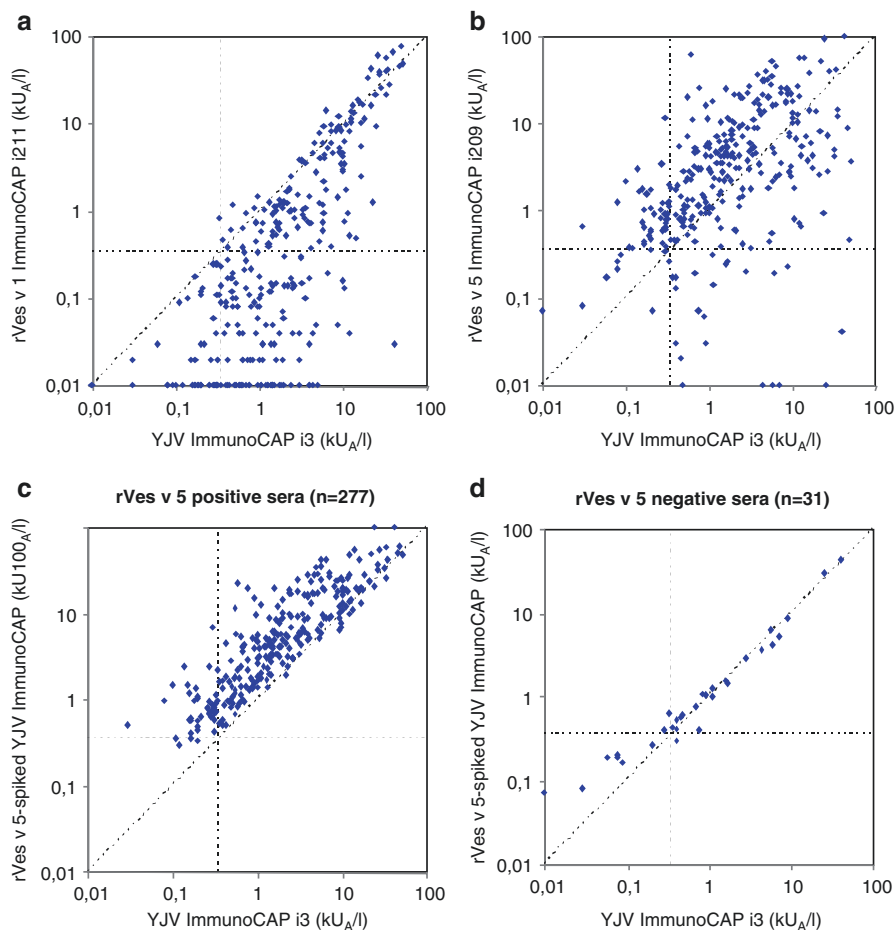 a
100
10
1
0,1
0,01
0,01
0,1
1
10
100
rVes v 1 ImmunoCAP i211 (kUA/l)
YJV ImmunoCAP i3 (kUA/l)
b
100
10
1
0,1
0,01
0,01
0,1
1
10
100
rVes v 5 ImmunoCAP i209 (kUA/l)
YJV ImmunoCAP i3 (kUA/l)
c
rVes v 5 positive sera (n=277)
10
1
0,1
0,01
0,01
0,1
1
10
100
rVes v 5-spiked YJV ImmunoCAP (kU100A/l)
YJV ImmunoCAP i3 (kUA/l)
d
rVes v 5 negative sera (n=31)
100
10
1
0,1
0,01
0,01
0,1
1
10
100
rVes v 5-spiked YJV ImmunoCAP (kUA/l)
YJV ImmunoCAP i3 (kUA/l)